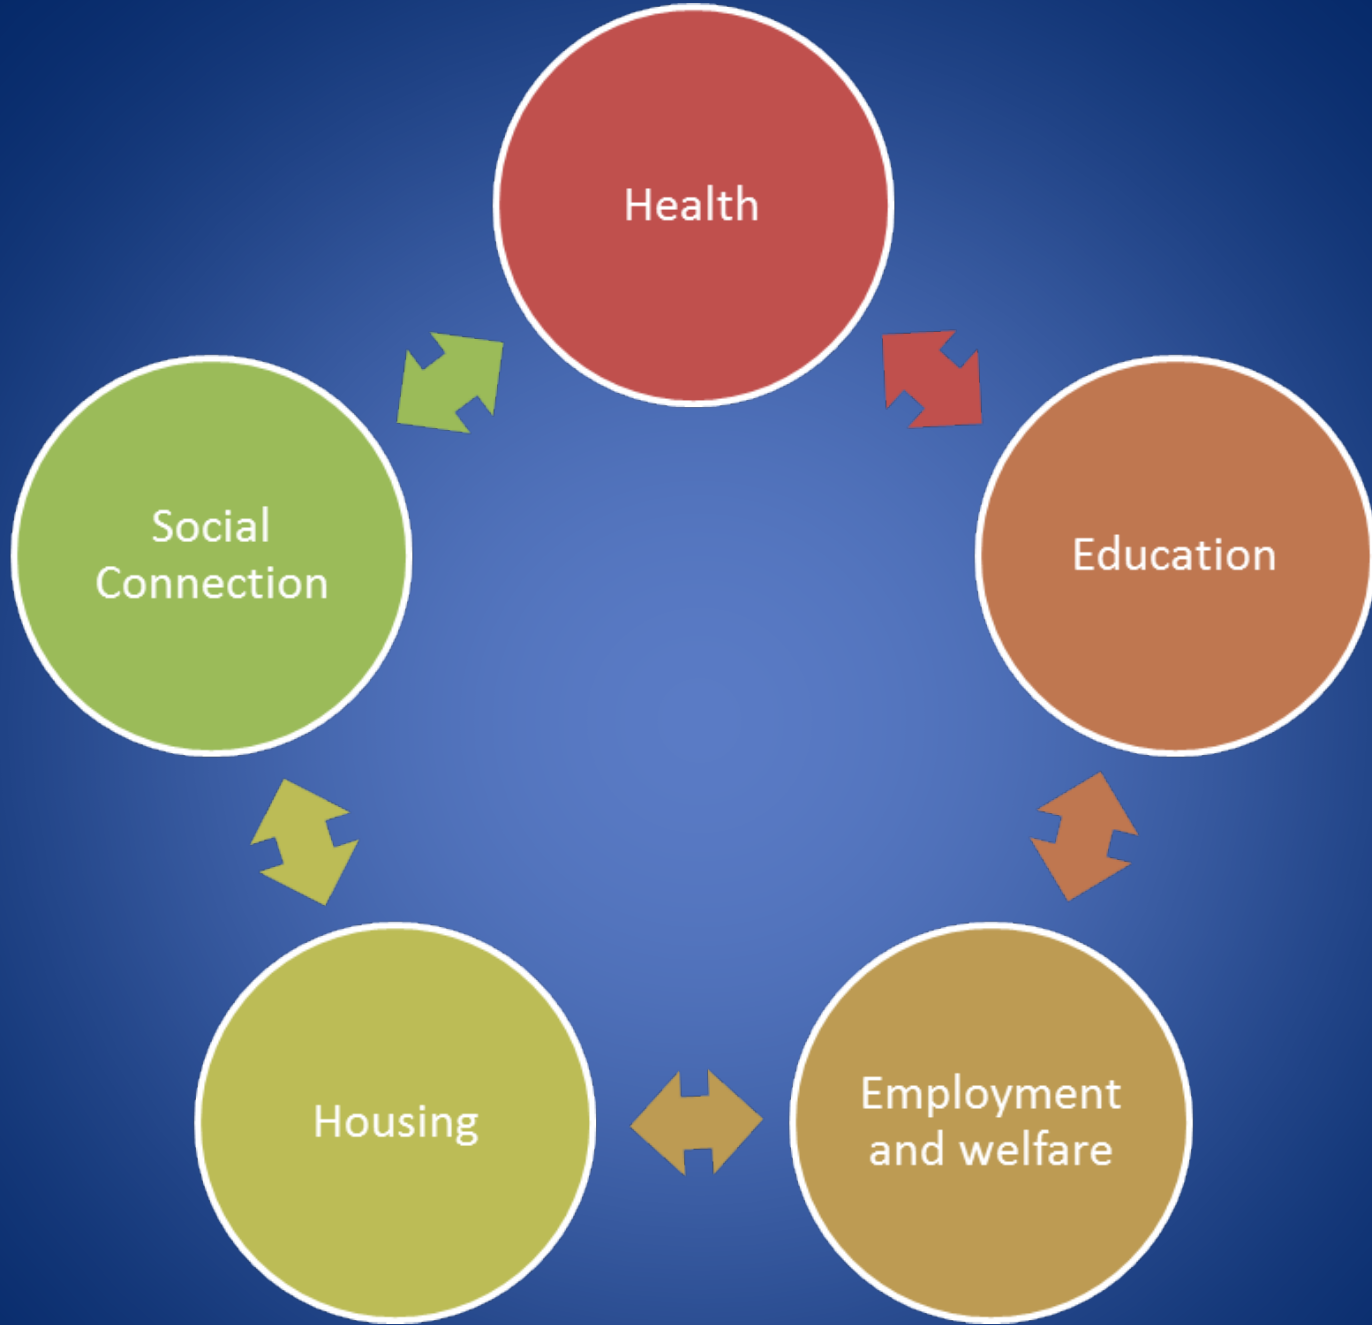 Health
Social
Connection
Education
Housing
Employment
and welfare